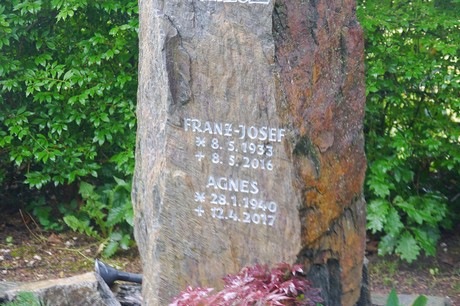 FRANZ-JOSEF
* 8.5.1933
+ 8.5.2016
AGNES
* 28.1.1940
+ 12.4.2017